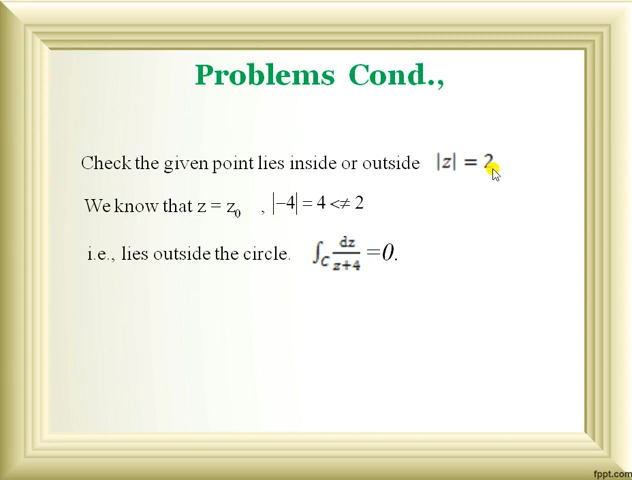 Problems Cond.,
Check the given point lies inside or outside |z| = 2
We know that z = z₀ , |−4| = 4 <≠ 2
i.e., lies outside the circle. ∫_C dz/(z+4) =0.
fppt.com